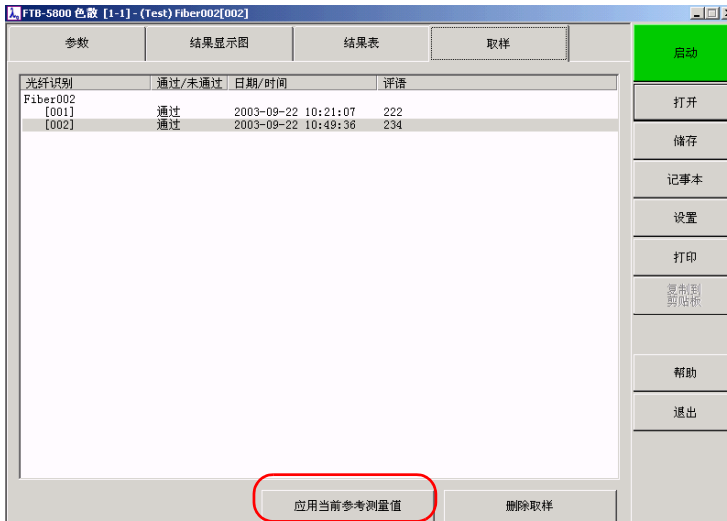 FTB-5800 色散 [1-1] - (Test) Fiber002[002]
参数 结果显示图 结果表 取样
光纤识别 通过/未通过 日期/时间 评语
Fiber002
[001] 通过 2003-09-22 10:21:07 222
[002] 通过 2003-09-22 10:49:36 234
应用当前参考测量值 删除取样
启动
打开
储存
记事本
设置
打印
复制到
剪贴板
帮助
退出